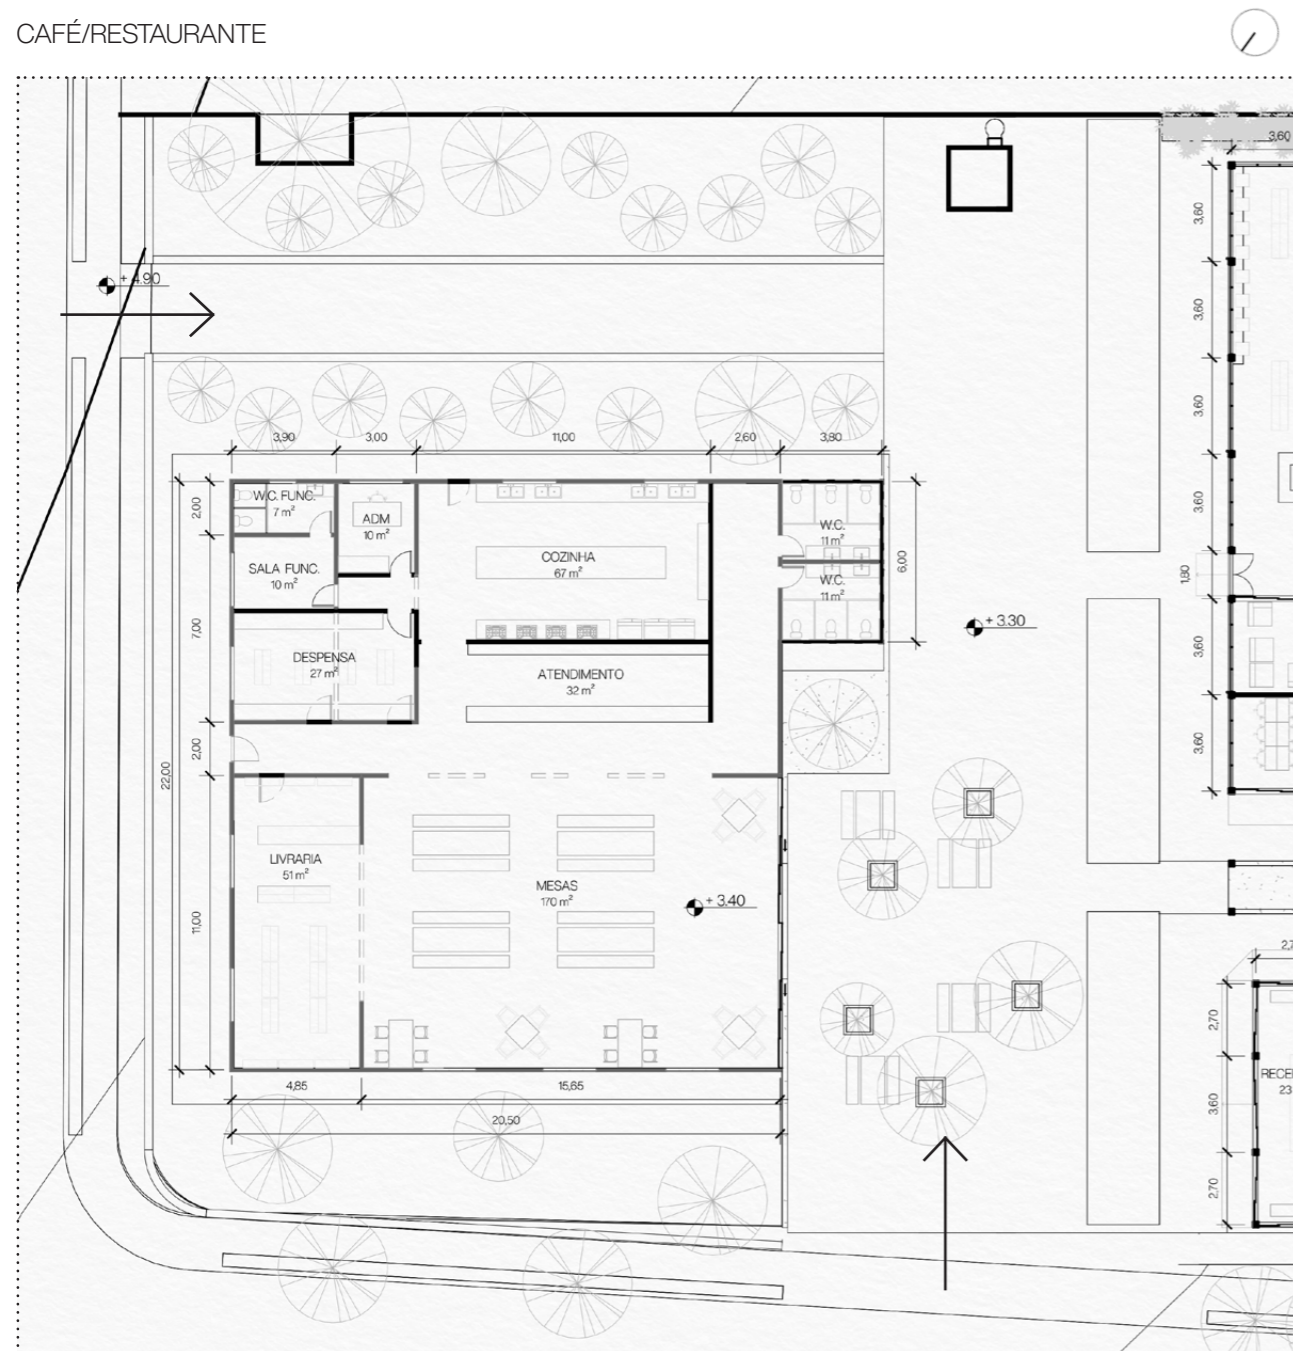 CAFÉ/RESTAURANTE
3,60
3,60
+ 4.90
3,60
3,60
3,90
3,00
11,00
2,60
3,80
3,60
2,00
W.C. FUNC.
7 m²
ADM
10 m²
W.C.
11 m²
COZINHA
67 m²
SALA FUNC.
10 m²
6,00
1,80
W.C.
11 m²
7,00
+ 3.30
3,60
DESPENSA
27 m²
ATENDIMENTO
32 m²
2,00
3,60
22,00
LIVRARIA
51 m²
MESAS
170 m²
+ 3.40
11,00
2,7
2,70
RECE
23
4,85
15,65
3,60
20,50
2,70